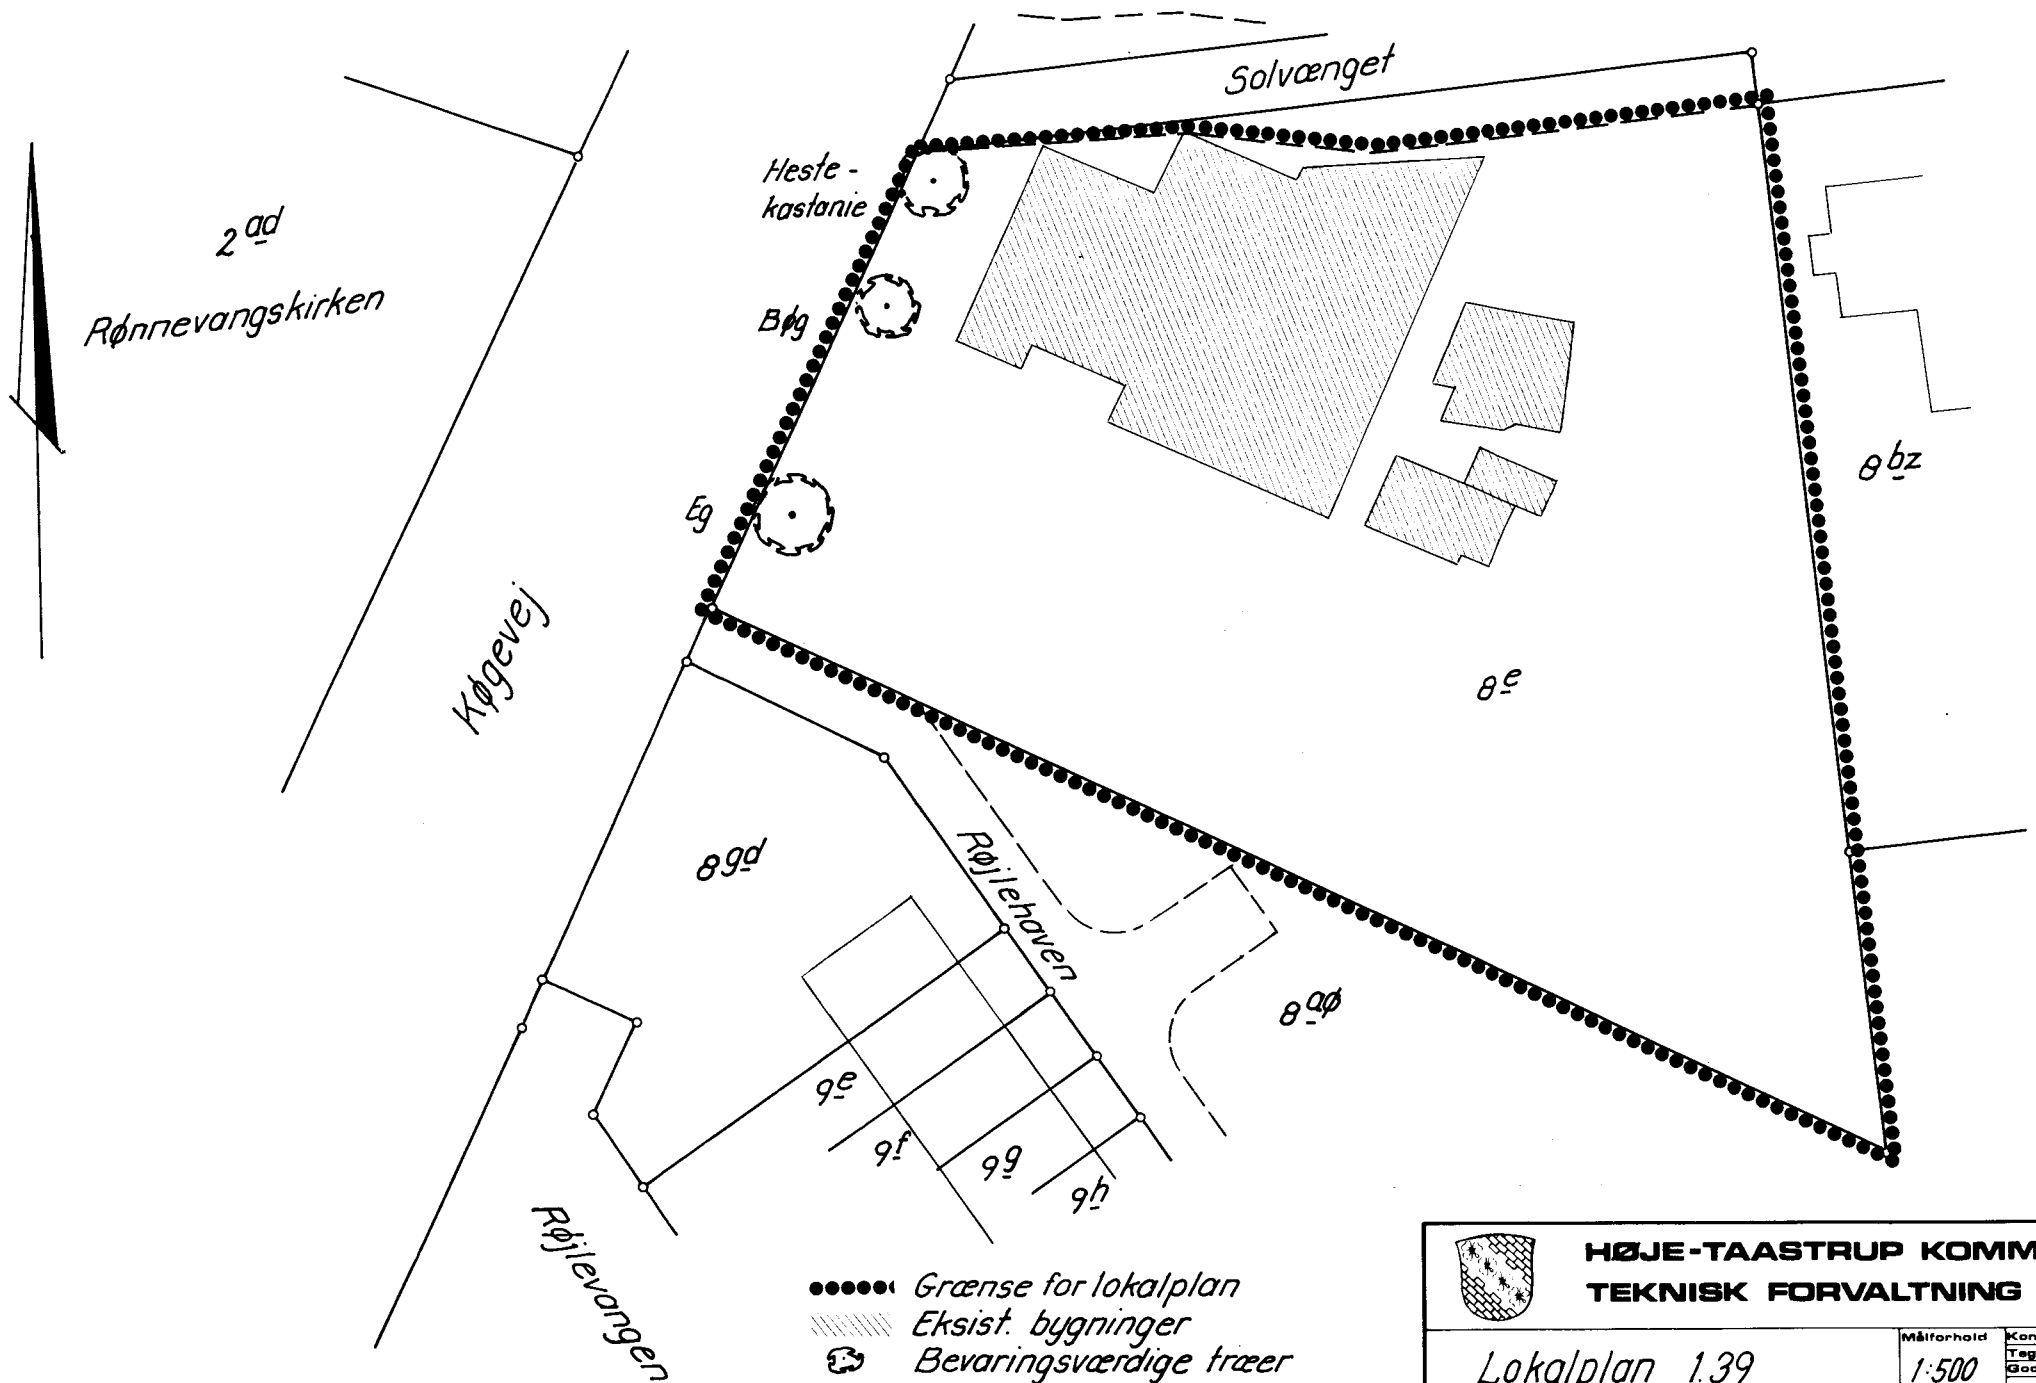 Solvænget
Heste-
kastanie
2 ad
Rønnevangskirken
Bøg
8 bz
Eg
Køgevej
8 e
8 gd
Røjlehaven
8 aø
9 e
9 f
9 g
9 h
Røjlevangen
Grænse for lokalplan
Eksist. bygninger
Bevaringsværdige træer
HØJE-TAASTRUP KOMM
TEKNISK FORVALTNING
Målforhold
Lokalplan 1.39
1:500